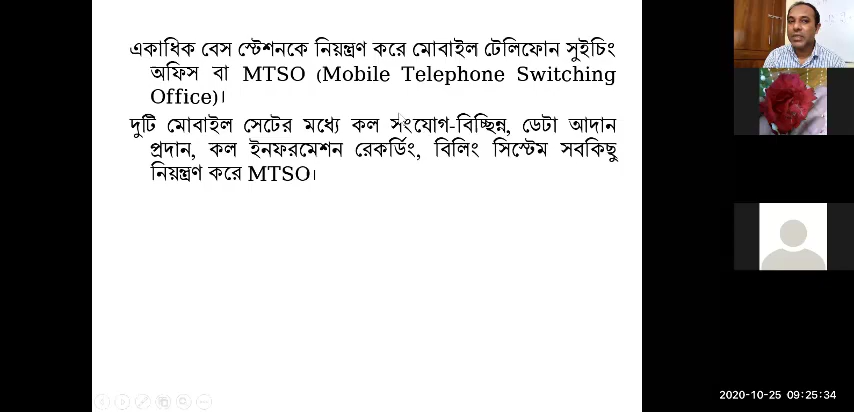 একাধিক বেস স্টেশনকে নিয়ন্ত্রণ করে মোবাইল টেলিফোন সুইচিং
অফিস বা MTSO (Mobile Telephone Switching
Office)।
দুটি মোবাইল সেটের মধ্যে কল সংযোগ-বিচ্ছিন্ন, ডেটা আদান
প্রদান, কল ইনফরমেশন রেকর্ডিং, বিলিং সিস্টেম সবকিছু
নিয়ন্ত্রণ করে MTSO।
2020-10-25 09:25:34